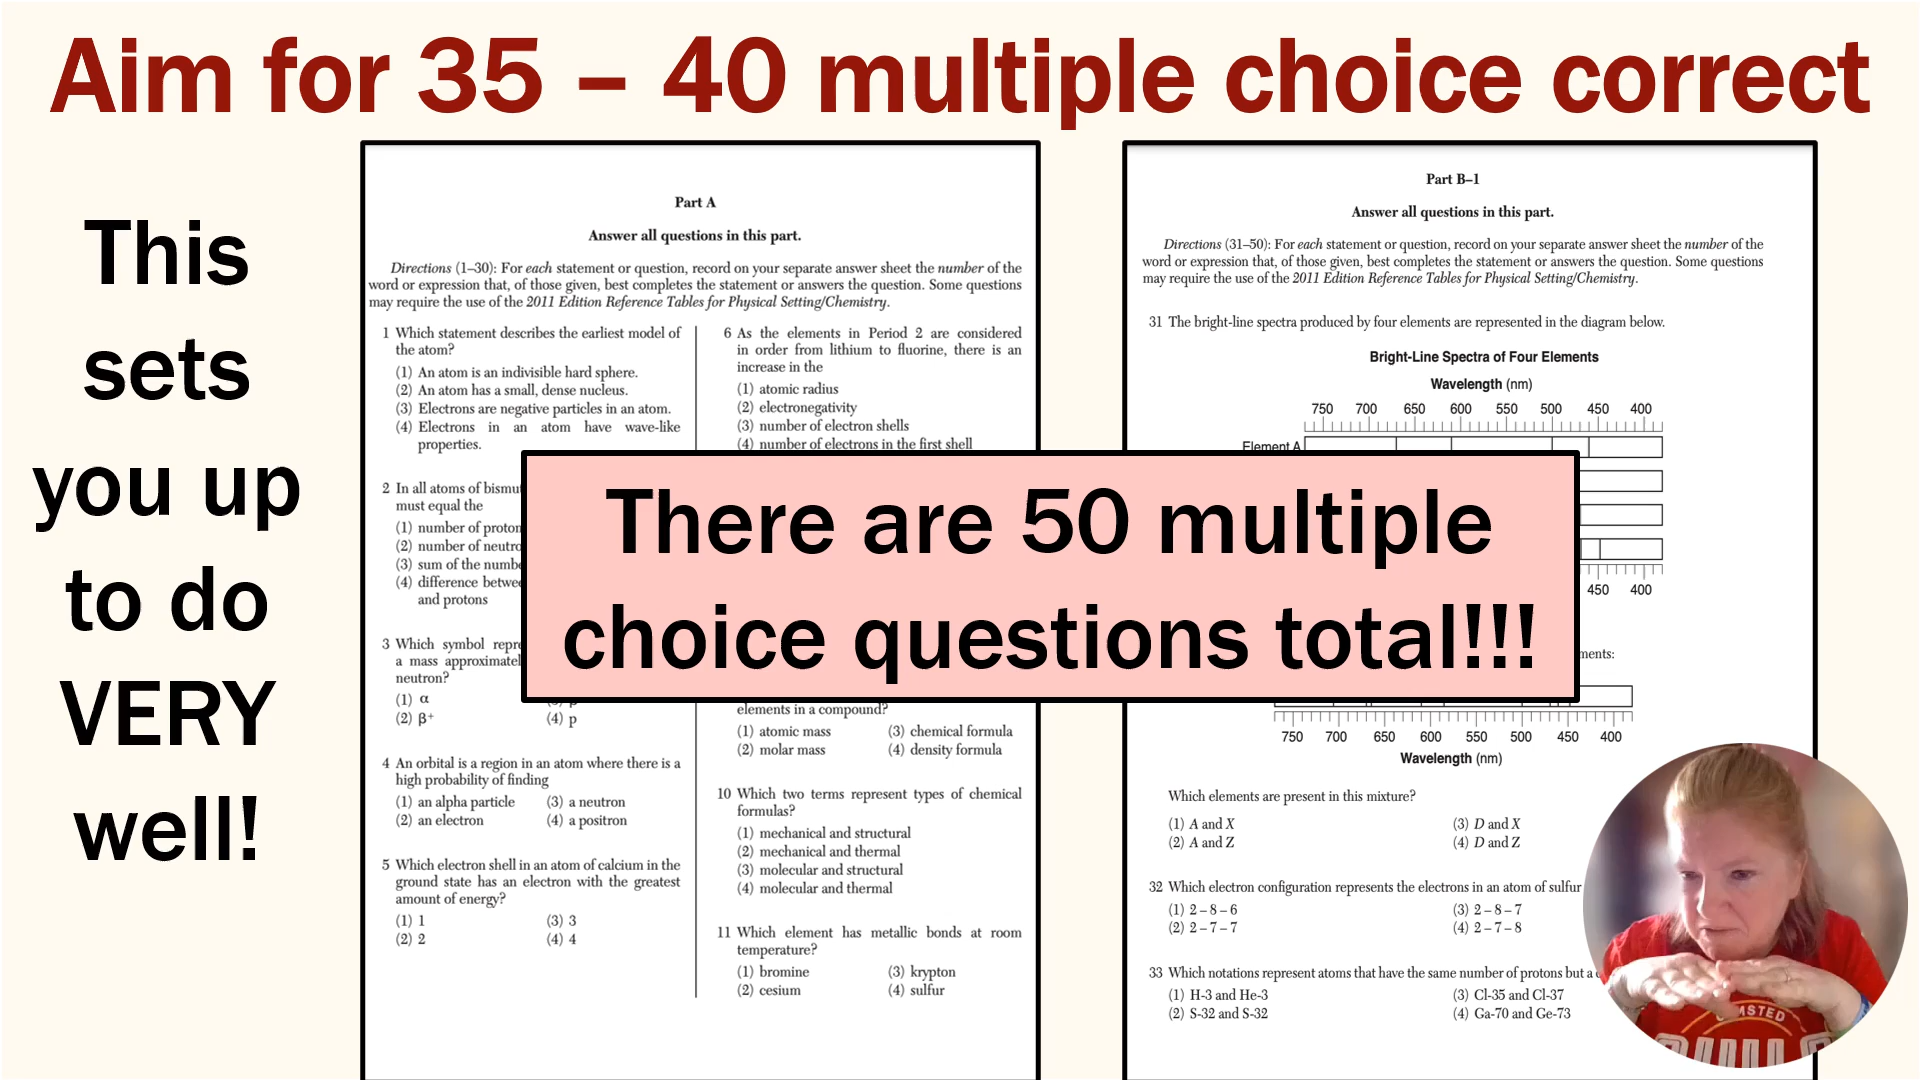 Aim for 35 – 40 multiple choice correct
This
sets
you up
to do
VERY
well!
Part A
Answer all questions in this part.
Directions (1–30): For each statement or question, record on your separate answer sheet the number of the
word or expression that, of those given, best completes the statement or answers the question. Some questions
may require the use of the 2011 Edition Reference Tables for Physical Setting/Chemistry.
1 Which statement describes the earliest model of
the atom?
(1) An atom is an indivisible hard sphere.
(2) An atom has a small, dense nucleus.
(3) Electrons are negative particles in an atom.
(4) Electrons in an atom have wave-like
properties.
2 In all atoms of bismu
must equal the
(1) number of proton
(2) number of neutro
(3) sum of the numbe
(4) difference betwee
and protons
3 Which symbol repre
a mass approximatel
neutron?
(1) α
(2) β⁺
(4) p
4 An orbital is a region in an atom where there is a
high probability of finding
(1) an alpha particle (3) a neutron
(2) an electron (4) a positron
5 Which electron shell in an atom of calcium in the
ground state has an electron with the greatest
amount of energy?
(1) 1 (3) 3
(2) 2 (4) 4
6 As the elements in Period 2 are considered
in order from lithium to fluorine, there is an
increase in the
(1) atomic radius
(2) electronegativity
(3) number of electron shells
(4) number of electrons in the first shell
There are 50 multiple
choice questions total!!!
elements in a compound?
(1) atomic mass (3) chemical formula
(2) molar mass (4) density formula
10 Which two terms represent types of chemical
formulas?
(1) mechanical and structural
(2) mechanical and thermal
(3) molecular and structural
(4) molecular and thermal
11 Which element has metallic bonds at room
temperature?
(1) bromine (3) krypton
(2) cesium (4) sulfur
Part B–1
Answer all questions in this part.
Directions (31–50): For each statement or question, record on your separate answer sheet the number of the
word or expression that, of those given, best completes the statement or answers the question. Some questions
may require the use of the 2011 Edition Reference Tables for Physical Setting/Chemistry.
31 The bright-line spectra produced by four elements are represented in the diagram below.
Bright-Line Spectra of Four Elements
Wavelength (nm)
750 700 650 600 550 500 450 400
Element A
450 400
ments:
750 700 650 600 550 500 450 400
Wavelength (nm)
Which elements are present in this mixture?
(1) A and X (3) D and X
(2) A and Z (4) D and Z
32 Which electron configuration represents the electrons in an atom of sulfur
(1) 2 – 8 – 6 (3) 2 – 8 – 7
(2) 2 – 7 – 7 (4) 2 – 7 – 8
33 Which notations represent atoms that have the same number of protons but a
(1) H-3 and He-3 (3) Cl-35 and Cl-37
(2) S-32 and S-32 (4) Ga-70 and Ge-73